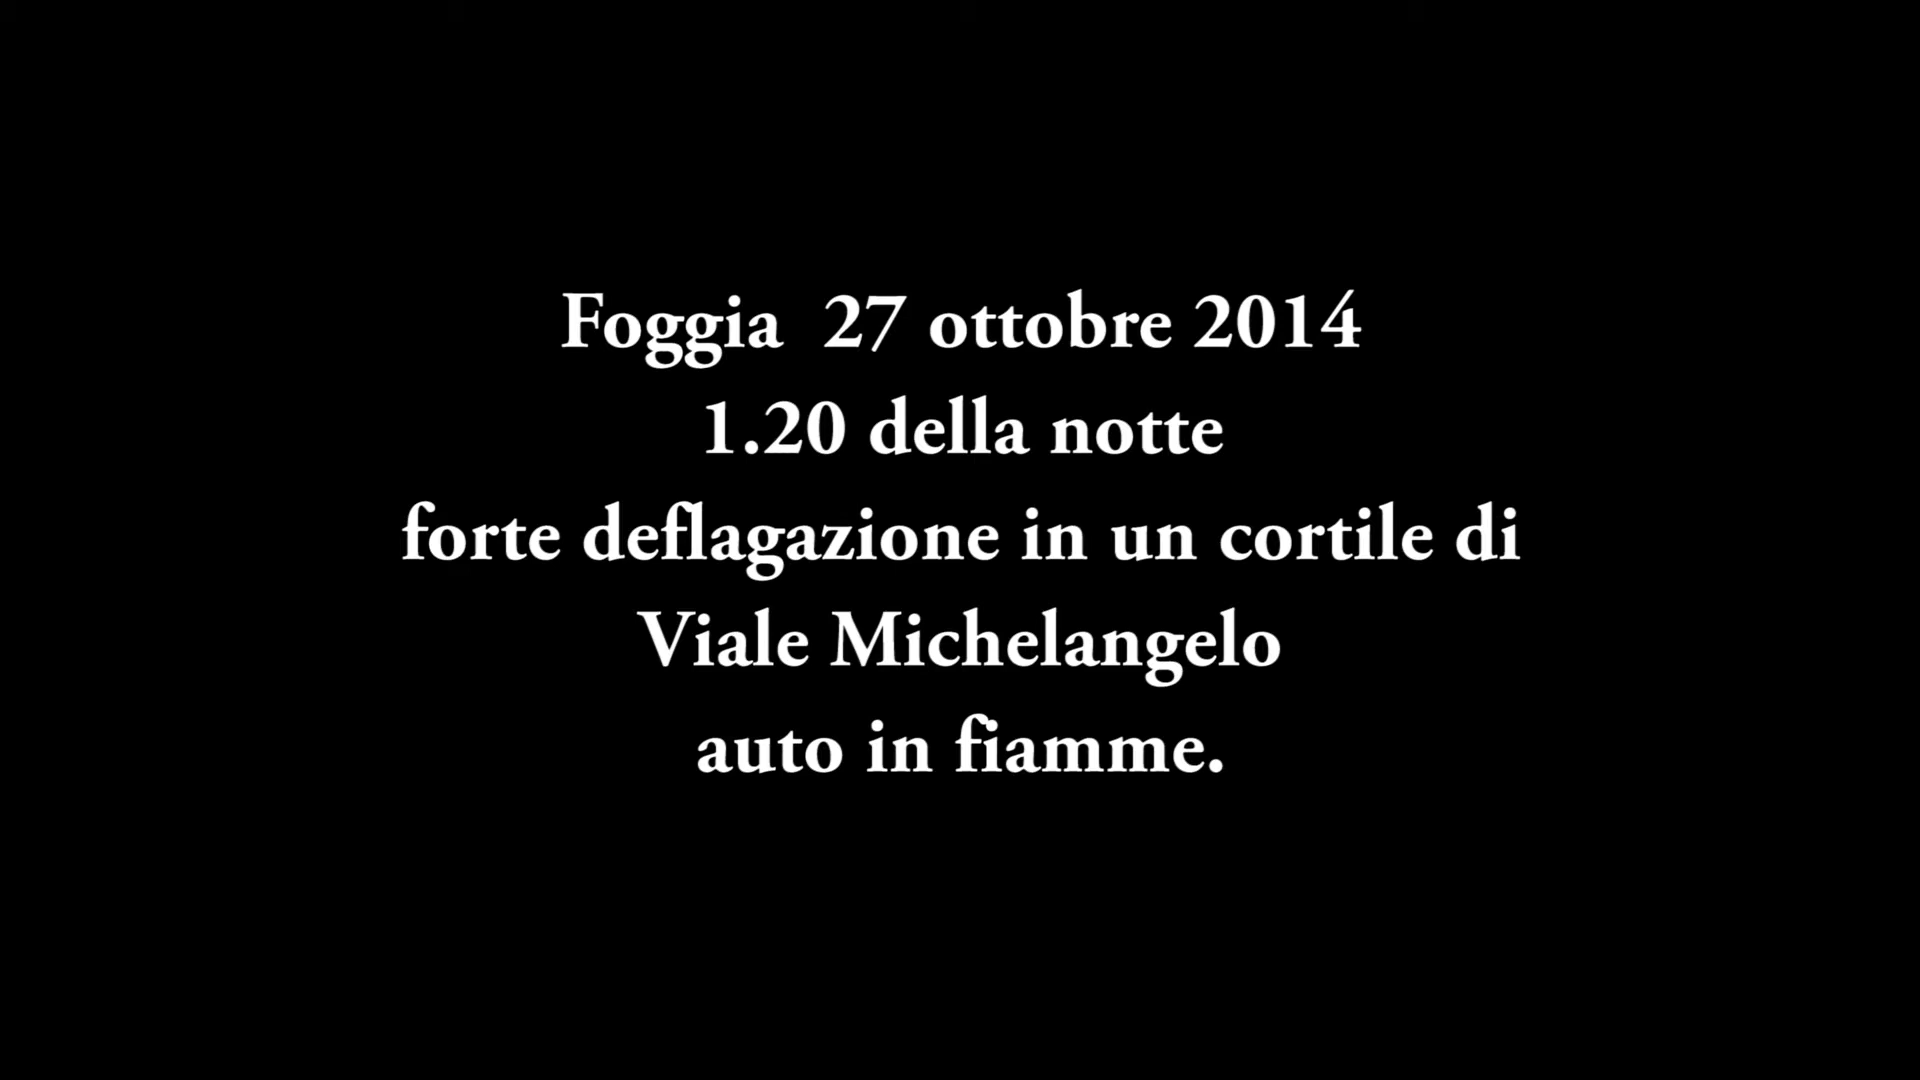 Foggia  27 ottobre 2014
1.20 della notte
forte deflagazione in un cortile di
Viale Michelangelo
auto in fiamme.